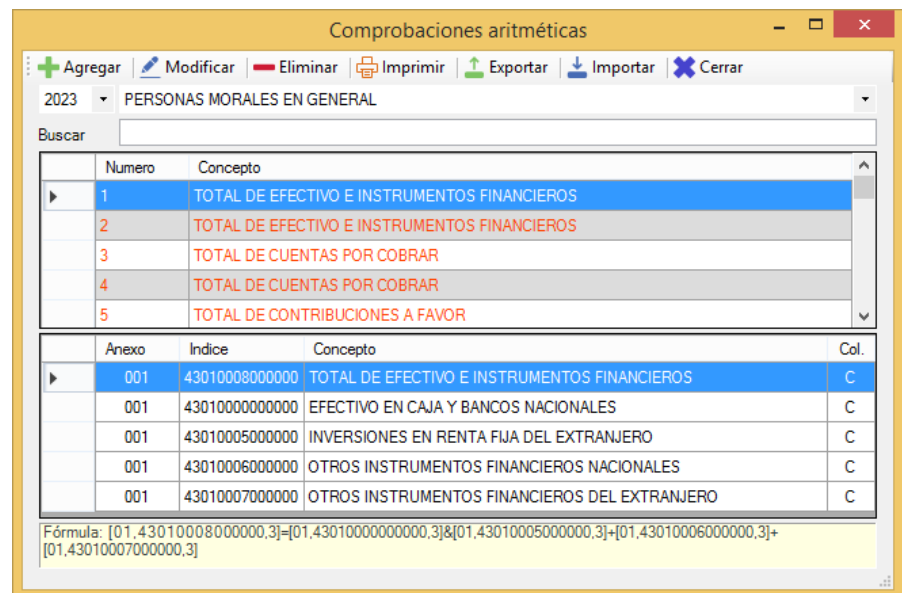 Comprobaciones aritméticas
Agregar Modificar Eliminar Imprimir Exportar Importar Cerrar
2023 PERSONAS MORALES EN GENERAL
Buscar
Numero Concepto
1 TOTAL DE EFECTIVO E INSTRUMENTOS FINANCIEROS
2 TOTAL DE EFECTIVO E INSTRUMENTOS FINANCIEROS
3 TOTAL DE CUENTAS POR COBRAR
4 TOTAL DE CUENTAS POR COBRAR
5 TOTAL DE CONTRIBUCIONES A FAVOR
Anexo Indice Concepto Col.
001 43010008000000 TOTAL DE EFECTIVO E INSTRUMENTOS FINANCIEROS C
001 43010000000000 EFECTIVO EN CAJA Y BANCOS NACIONALES C
001 43010005000000 INVERSIONES EN RENTA FIJA DEL EXTRANJERO C
001 43010006000000 OTROS INSTRUMENTOS FINANCIEROS NACIONALES C
001 43010007000000 OTROS INSTRUMENTOS FINANCIEROS DEL EXTRANJERO C
Fórmula: [01,43010008000000,3]=[01,43010000000000,3]&[01,43010005000000,3]+[01,43010006000000,3]+
[01,43010007000000,3]